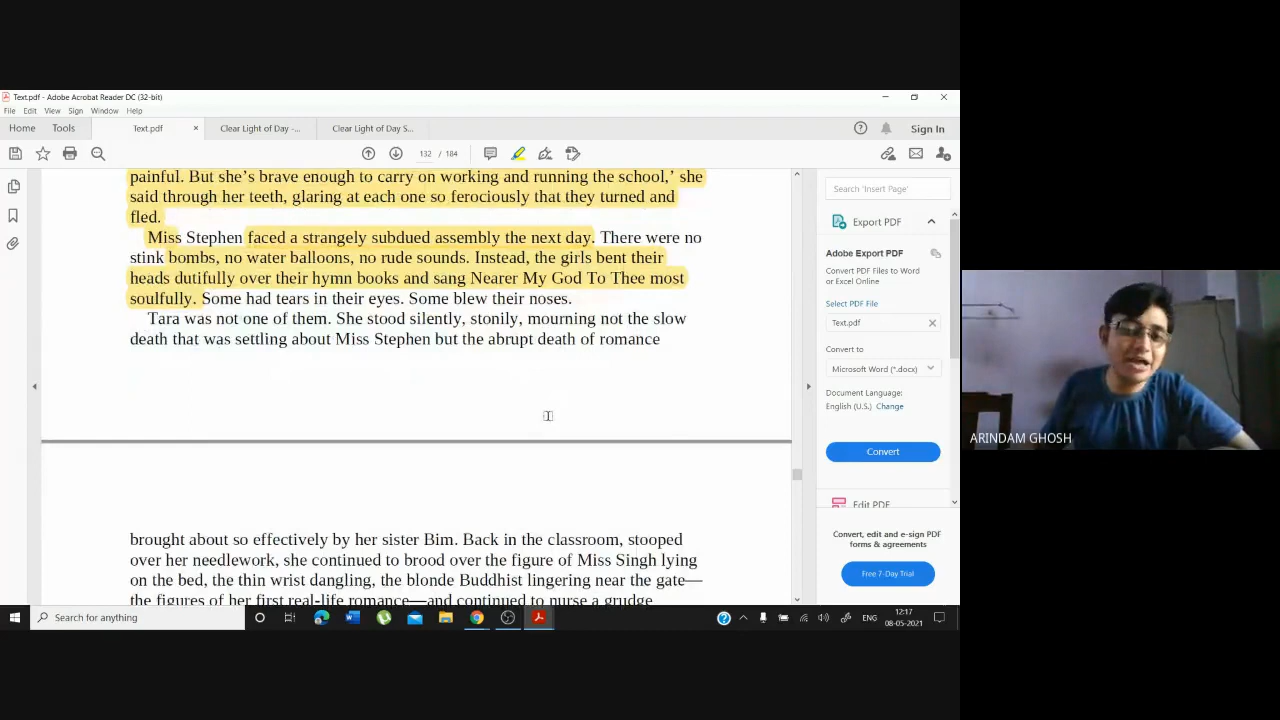 Text.pdf - Adobe Acrobat Reader DC (32-bit)
File Edit View Sign Window Help
Home Tools Text.pdf × Clear Light of Day -... Clear Light of Day S... Sign In
132 / 184
painful. But she’s brave enough to carry on working and running the school,’ she
said through her teeth, glaring at each one so ferociously that they turned and
fled.
Miss Stephen faced a strangely subdued assembly the next day. There were no
stink bombs, no water balloons, no rude sounds. Instead, the girls bent their
heads dutifully over their hymn books and sang Nearer My God To Thee most
soulfully. Some had tears in their eyes. Some blew their noses.
Tara was not one of them. She stood silently, stonily, mourning not the slow
death that was settling about Miss Stephen but the abrupt death of romance
brought about so effectively by her sister Bim. Back in the classroom, stooped
over her needlework, she continued to brood over the figure of Miss Singh lying
on the bed, the thin wrist dangling, the blonde Buddhist lingering near the gate—
the figures of her first real-life romance—and continued to nurse a grudge
Search 'Insert Page'
Export PDF
Adobe Export PDF
Convert PDF Files to Word
or Excel Online
Select PDF File
Text.pdf
Convert to
Microsoft Word (*.docx)
Document Language:
English (U.S.) Change
Convert
Edit PDF
Convert, edit and e-sign PDF
forms & agreements
Free 7-Day Trial
ARINDAM GHOSH
Search for anything
ENG
12:17
08-05-2021